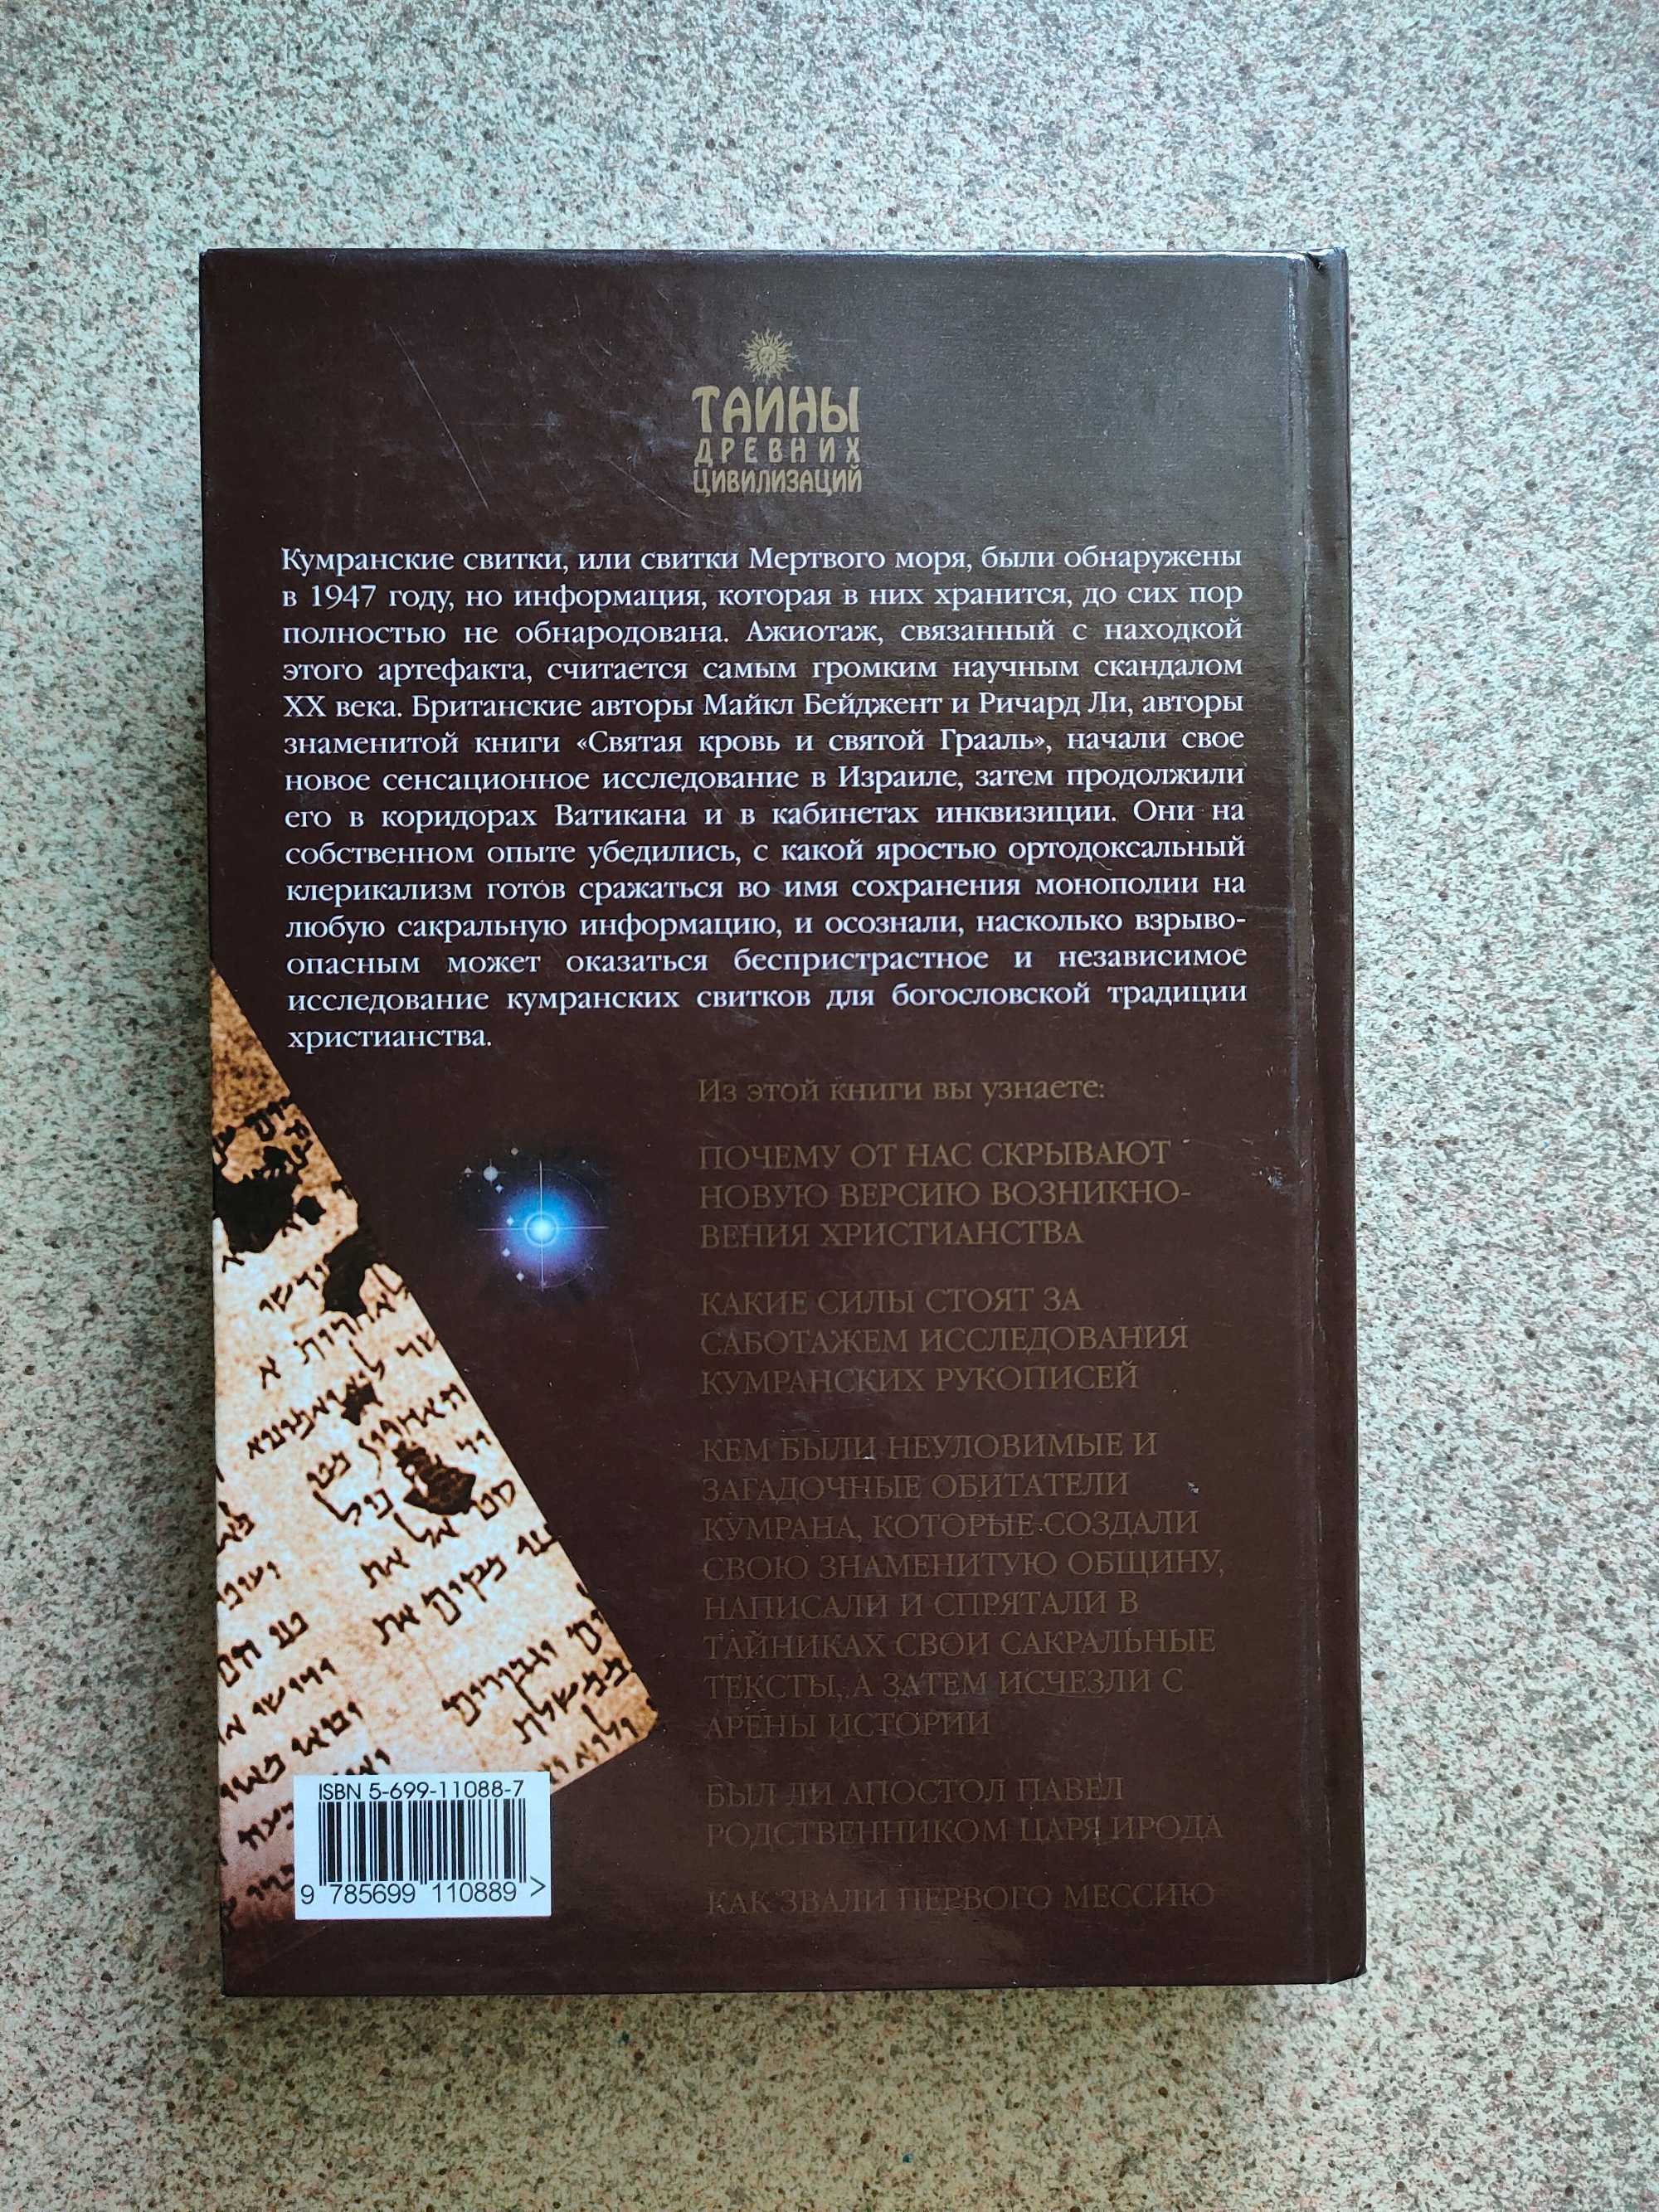 ТАЙНЫ
ДРЕВНИХ
ЦИВИЛИЗАЦИЙ
Кумранские свитки, или свитки Мертвого моря, были обнаружены
в 1947 году, но информация, которая в них хранится, до сих пор
полностью не обнародована. Ажиотаж, связанный с находкой
этого артефакта, считается самым громким научным скандалом
XX века. Британские авторы Майкл Бейджент и Ричард Ли, авторы
знаменитой книги «Святая кровь и святой Грааль», начали свое
новое сенсационное исследование в Израиле, затем продолжили
его в коридорах Ватикана и в кабинетах инквизиции. Они на
собственном опыте убедились, с какой яростью ортодоксальный
клерикализм готов сражаться во имя сохранения монополии на
любую сакральную информацию, и осознали, насколько взрыво-
опасным может оказаться беспристрастное и независимое
исследование кумранских свитков для богословской традиции
христианства.
Из этой книги вы узнаете:
ПОЧЕМУ ОТ НАС СКРЫВАЮТ
НОВУЮ ВЕРСИЮ ВОЗНИКНО-
ВЕНИЯ ХРИСТИАНСТВА
КАКИЕ СИЛЫ СТОЯТ ЗА
САБОТАЖЕМ ИССЛЕДОВАНИЯ
КУМРАНСКИХ РУКОПИСЕЙ
КЕМ БЫЛИ НЕУЛОВИМЫЕ И
ЗАГАДОЧНЫЕ ОБИТАТЕЛИ
КУМРАНА, КОТОРЫЕ СОЗДАЛИ
СВОЮ ЗНАМЕНИТУЮ ОБЩИНУ,
НАПИСАЛИ И СПРЯТАЛИ В
ТАЙНИКАХ СВОИ САКРАЛЬНЫЕ
ТЕКСТЫ, А ЗАТЕМ ИСЧЕЗЛИ С
АРЕНЫ ИСТОРИИ
БЫЛ ЛИ АПОСТОЛ ПАВЕЛ
РОДСТВЕННИКОМ ЦАРЯ ИРОДА
КАК ЗВАЛИ ПЕРВОГО МЕССИЮ
ISBN 5-699-11088-7
9 785699 110889 >